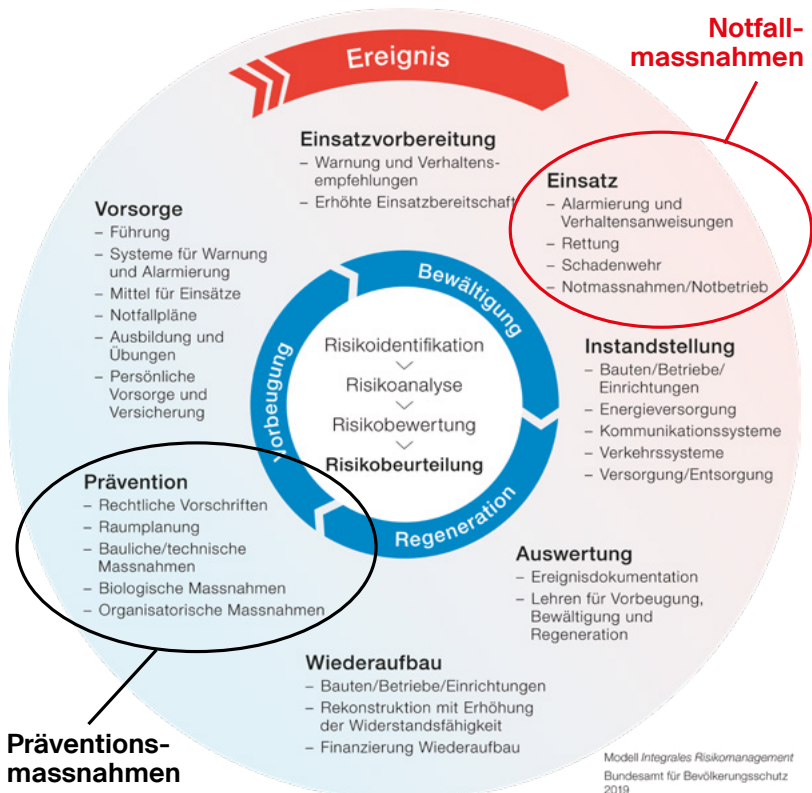 Notfall-
massnahmen
Ereignis
Einsatzvorbereitung
– Warnung und Verhaltens-
empfehlungen
– Erhöhte Einsatzbereitschaft
Einsatz
– Alarmierung und
Verhaltensanweisungen
– Rettung
– Schadenwehr
– Notmassnahmen/Notbetrieb
Vorsorge
– Führung
– Systeme für Warnung
und Alarmierung
– Mittel für Einsätze
– Notfallpläne
– Ausbildung und
Übungen
– Persönliche
Vorsorge und
Versicherung
Bewältigung
Vorbeugung
Regeneration
Risikoidentifikation
Risikoanalyse
Risikobewertung
Risikobeurteilung
Instandstellung
– Bauten/Betriebe/
Einrichtungen
– Energieversorgung
– Kommunikationssysteme
– Verkehrssysteme
– Versorgung/Entsorgung
Prävention
– Rechtliche Vorschriften
– Raumplanung
– Bauliche/technische
Massnahmen
– Biologische Massnahmen
– Organisatorische Massnahmen
Auswertung
– Ereignisdokumentation
– Lehren für Vorbeugung,
Bewältigung und
Regeneration
Wiederaufbau
– Bauten/Betriebe/Einrichtungen
– Rekonstruktion mit Erhöhung
der Widerstandsfähigkeit
– Finanzierung Wiederaufbau
Präventions-
massnahmen
Modell Integrales Risikomanagement
Bundesamt für Bevölkerungsschutz
2019